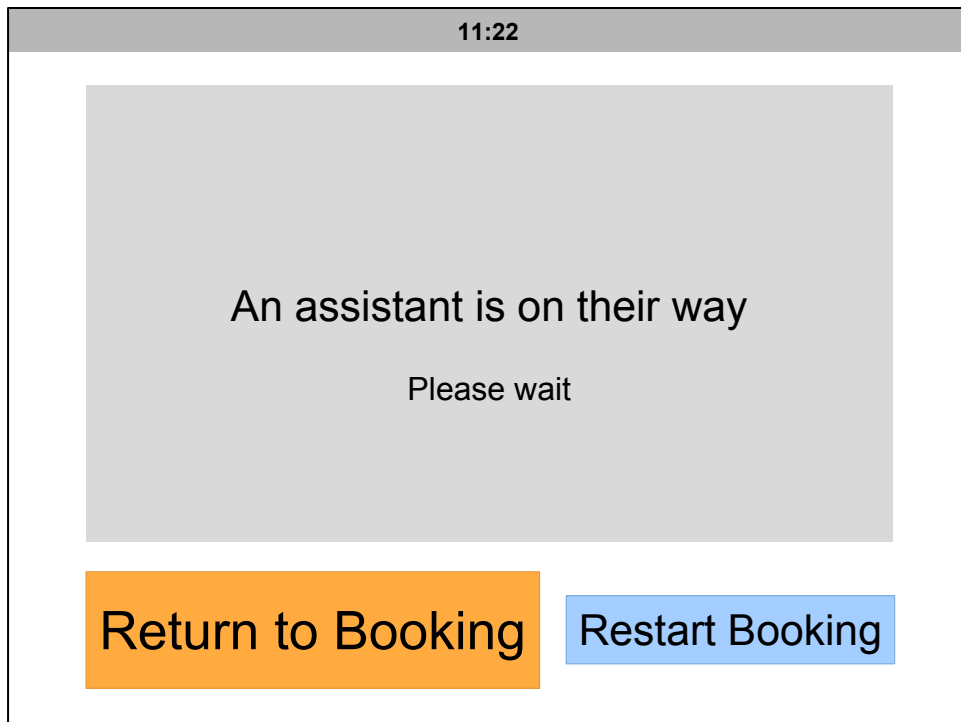 11:22
An assistant is on their way
Please wait
Return to Booking
Restart Booking